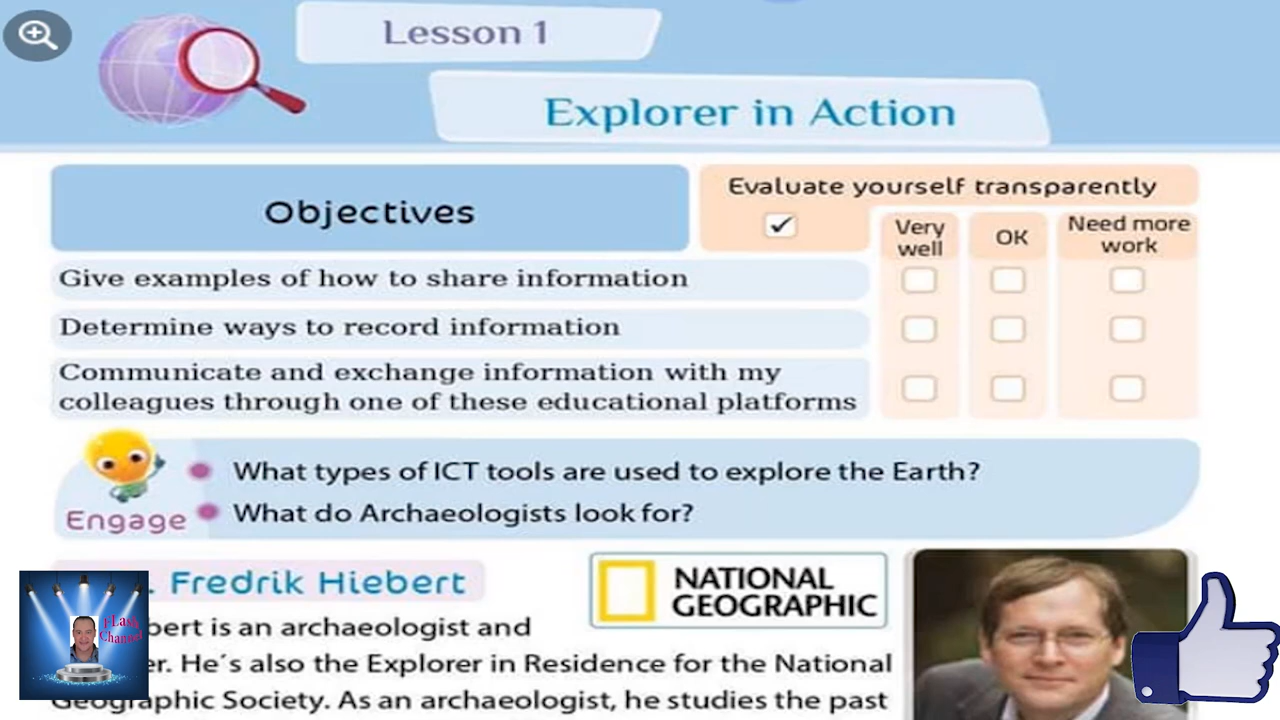 Lesson 1
Explorer in Action
Objectives
Evaluate yourself transparently
Very well
OK
Need more work
Give examples of how to share information
Determine ways to record information
Communicate and exchange information with my
colleagues through one of these educational platforms
What types of ICT tools are used to explore the Earth?
What do Archaeologists look for?
Engage
. Fredrik Hiebert
NATIONAL
GEOGRAPHIC
bert is an archaeologist and
er. He´s also the Explorer in Residence for the National
Geographic Society. As an archaeologist, he studies the past
fLash
Channel